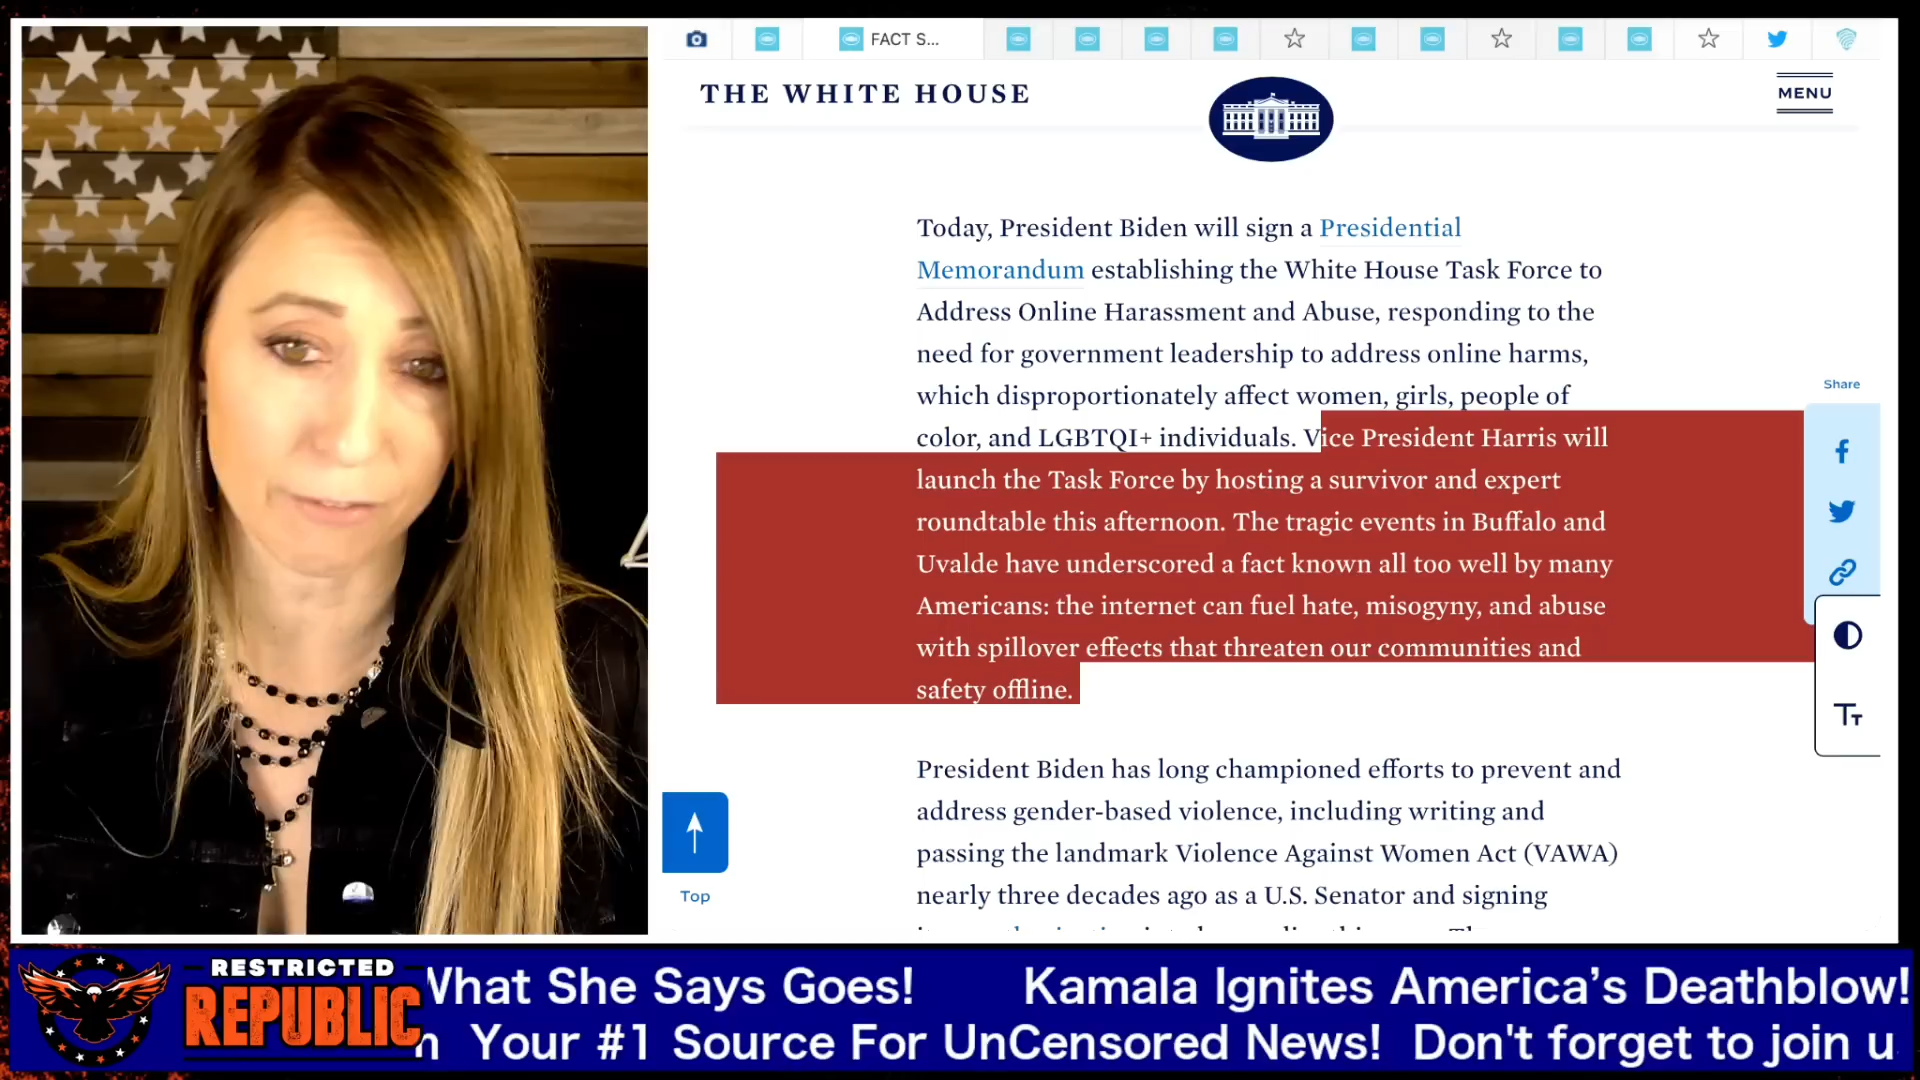 FACT S...
THE WHITE HOUSE
MENU
Today, President Biden will sign a Presidential
Memorandum establishing the White House Task Force to
Address Online Harassment and Abuse, responding to the
need for government leadership to address online harms,
which disproportionately affect women, girls, people of
color, and LGBTQI+ individuals. Vice President Harris will
launch the Task Force by hosting a survivor and expert
roundtable this afternoon. The tragic events in Buffalo and
Uvalde have underscored a fact known all too well by many
Americans: the internet can fuel hate, misogyny, and abuse
with spillover effects that threaten our communities and
safety offline.
President Biden has long championed efforts to prevent and
address gender-based violence, including writing and
passing the landmark Violence Against Women Act (VAWA)
nearly three decades ago as a U.S. Senator and signing
Share
TT
Top
RESTRICTED
REPUBLIC
What She Says Goes! Kamala Ignites America's Deathblow!
Your #1 Source For UnCensored News! Don't forget to join u